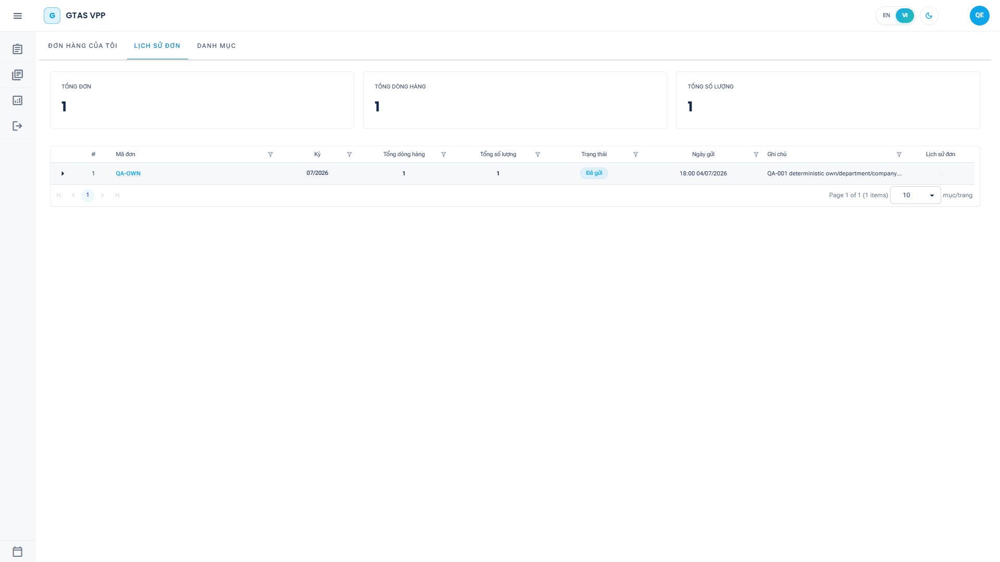 G GTAS VPP EN VI QE
ĐƠN HÀNG CỦA TÔI LỊCH SỬ ĐƠN DANH MỤC
TỔNG ĐƠN TỔNG DÒNG HÀNG TỔNG SỐ LƯỢNG
1 1 1
# Mã đơn Kỳ Tổng dòng hàng Tổng số lượng Trạng thái Ngày gửi Ghi chú Lịch sử đơn
1 QA-OWN 07/2026 1 1 Đã gửi 18:00 04/07/2026 QA-001 deterministic own/department/company...
1 Page 1 of 1 (1 items) 10 mục/trang